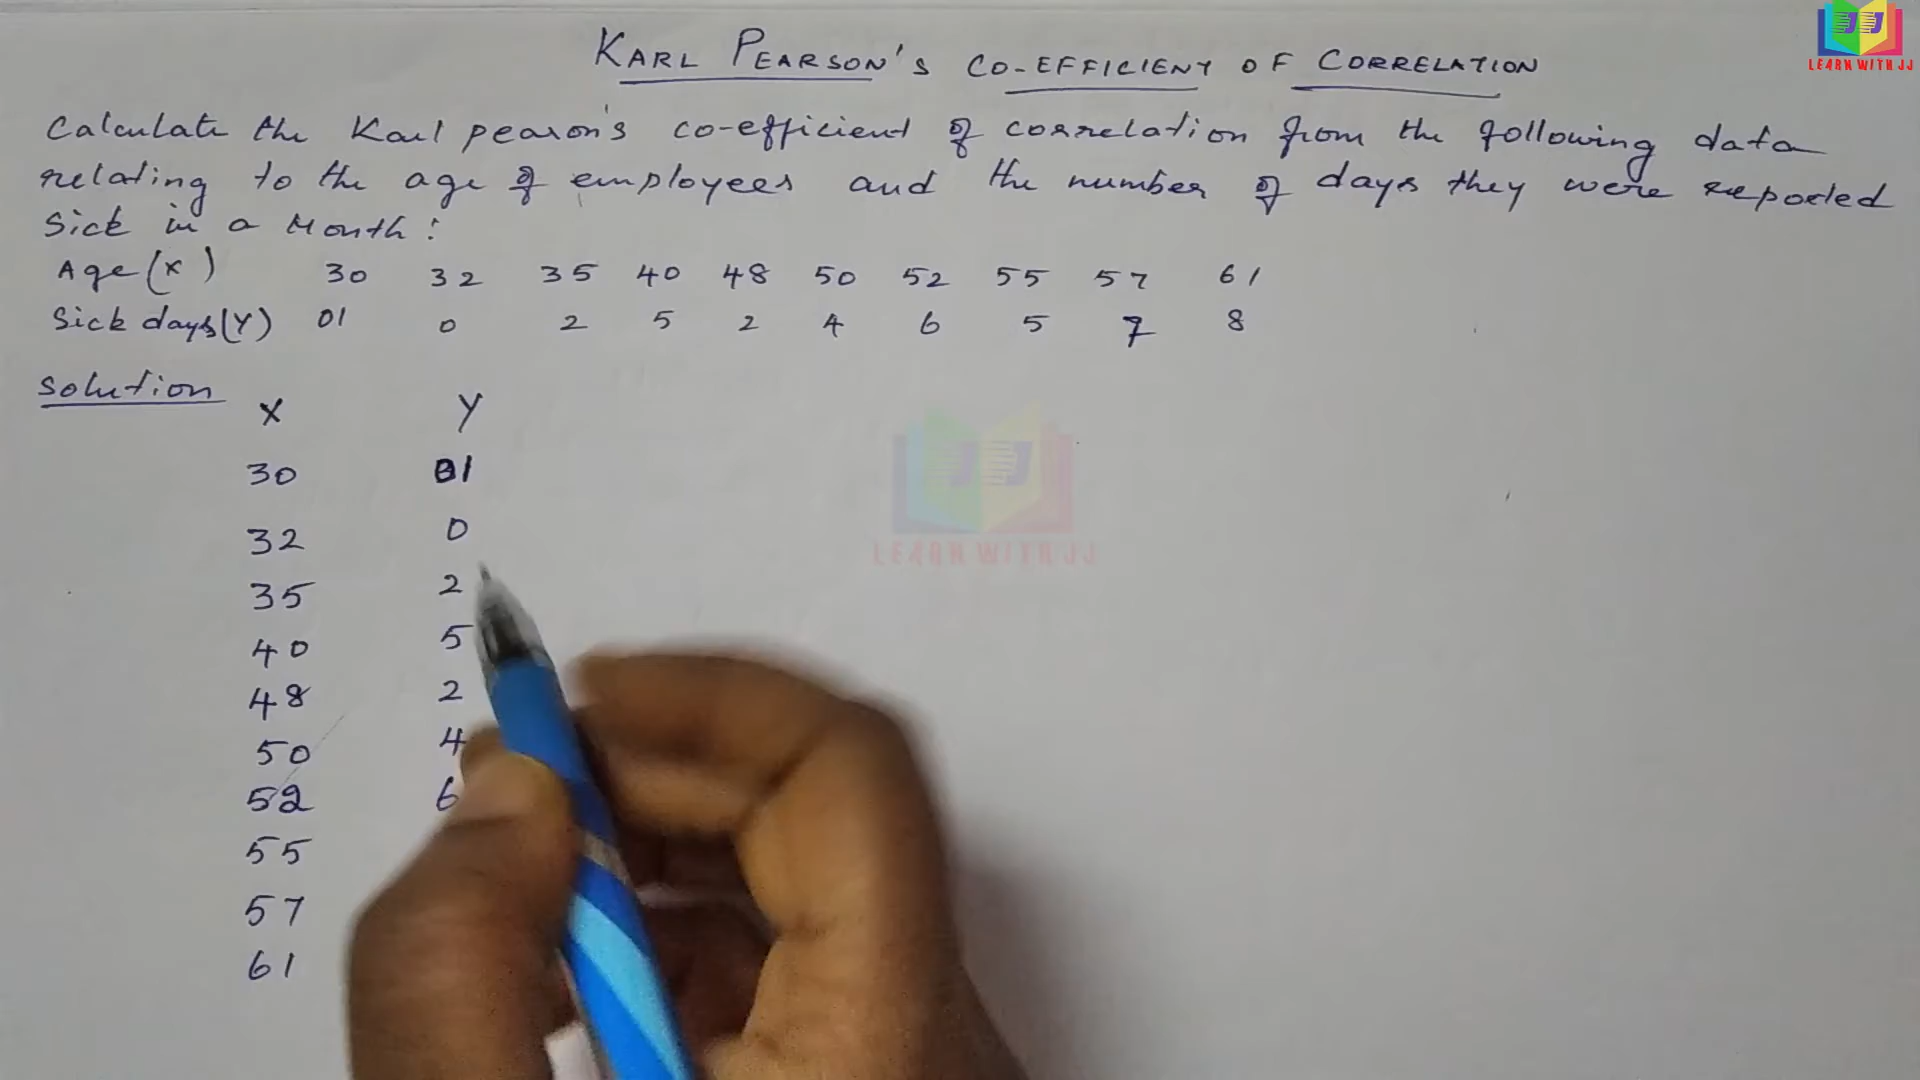 KARL PEARSON'S CO-EFFICIENT OF CORRELATION
LEARN WITH JJ
Calculate the Karl pearson's co-efficient of correlation from the following data
relating to the age of employees and the number of days they were reported
Sick in a Month:
Age (X) 30 32 35 40 48 50 52 55 57 61
Sick days (Y) 01 0 2 5 2 4 6 5 7 8
Solution
X Y
30 01
32 0
35 2
40 5
48 2
50 4
52 6
55
57
61
LEARN WITH JJ